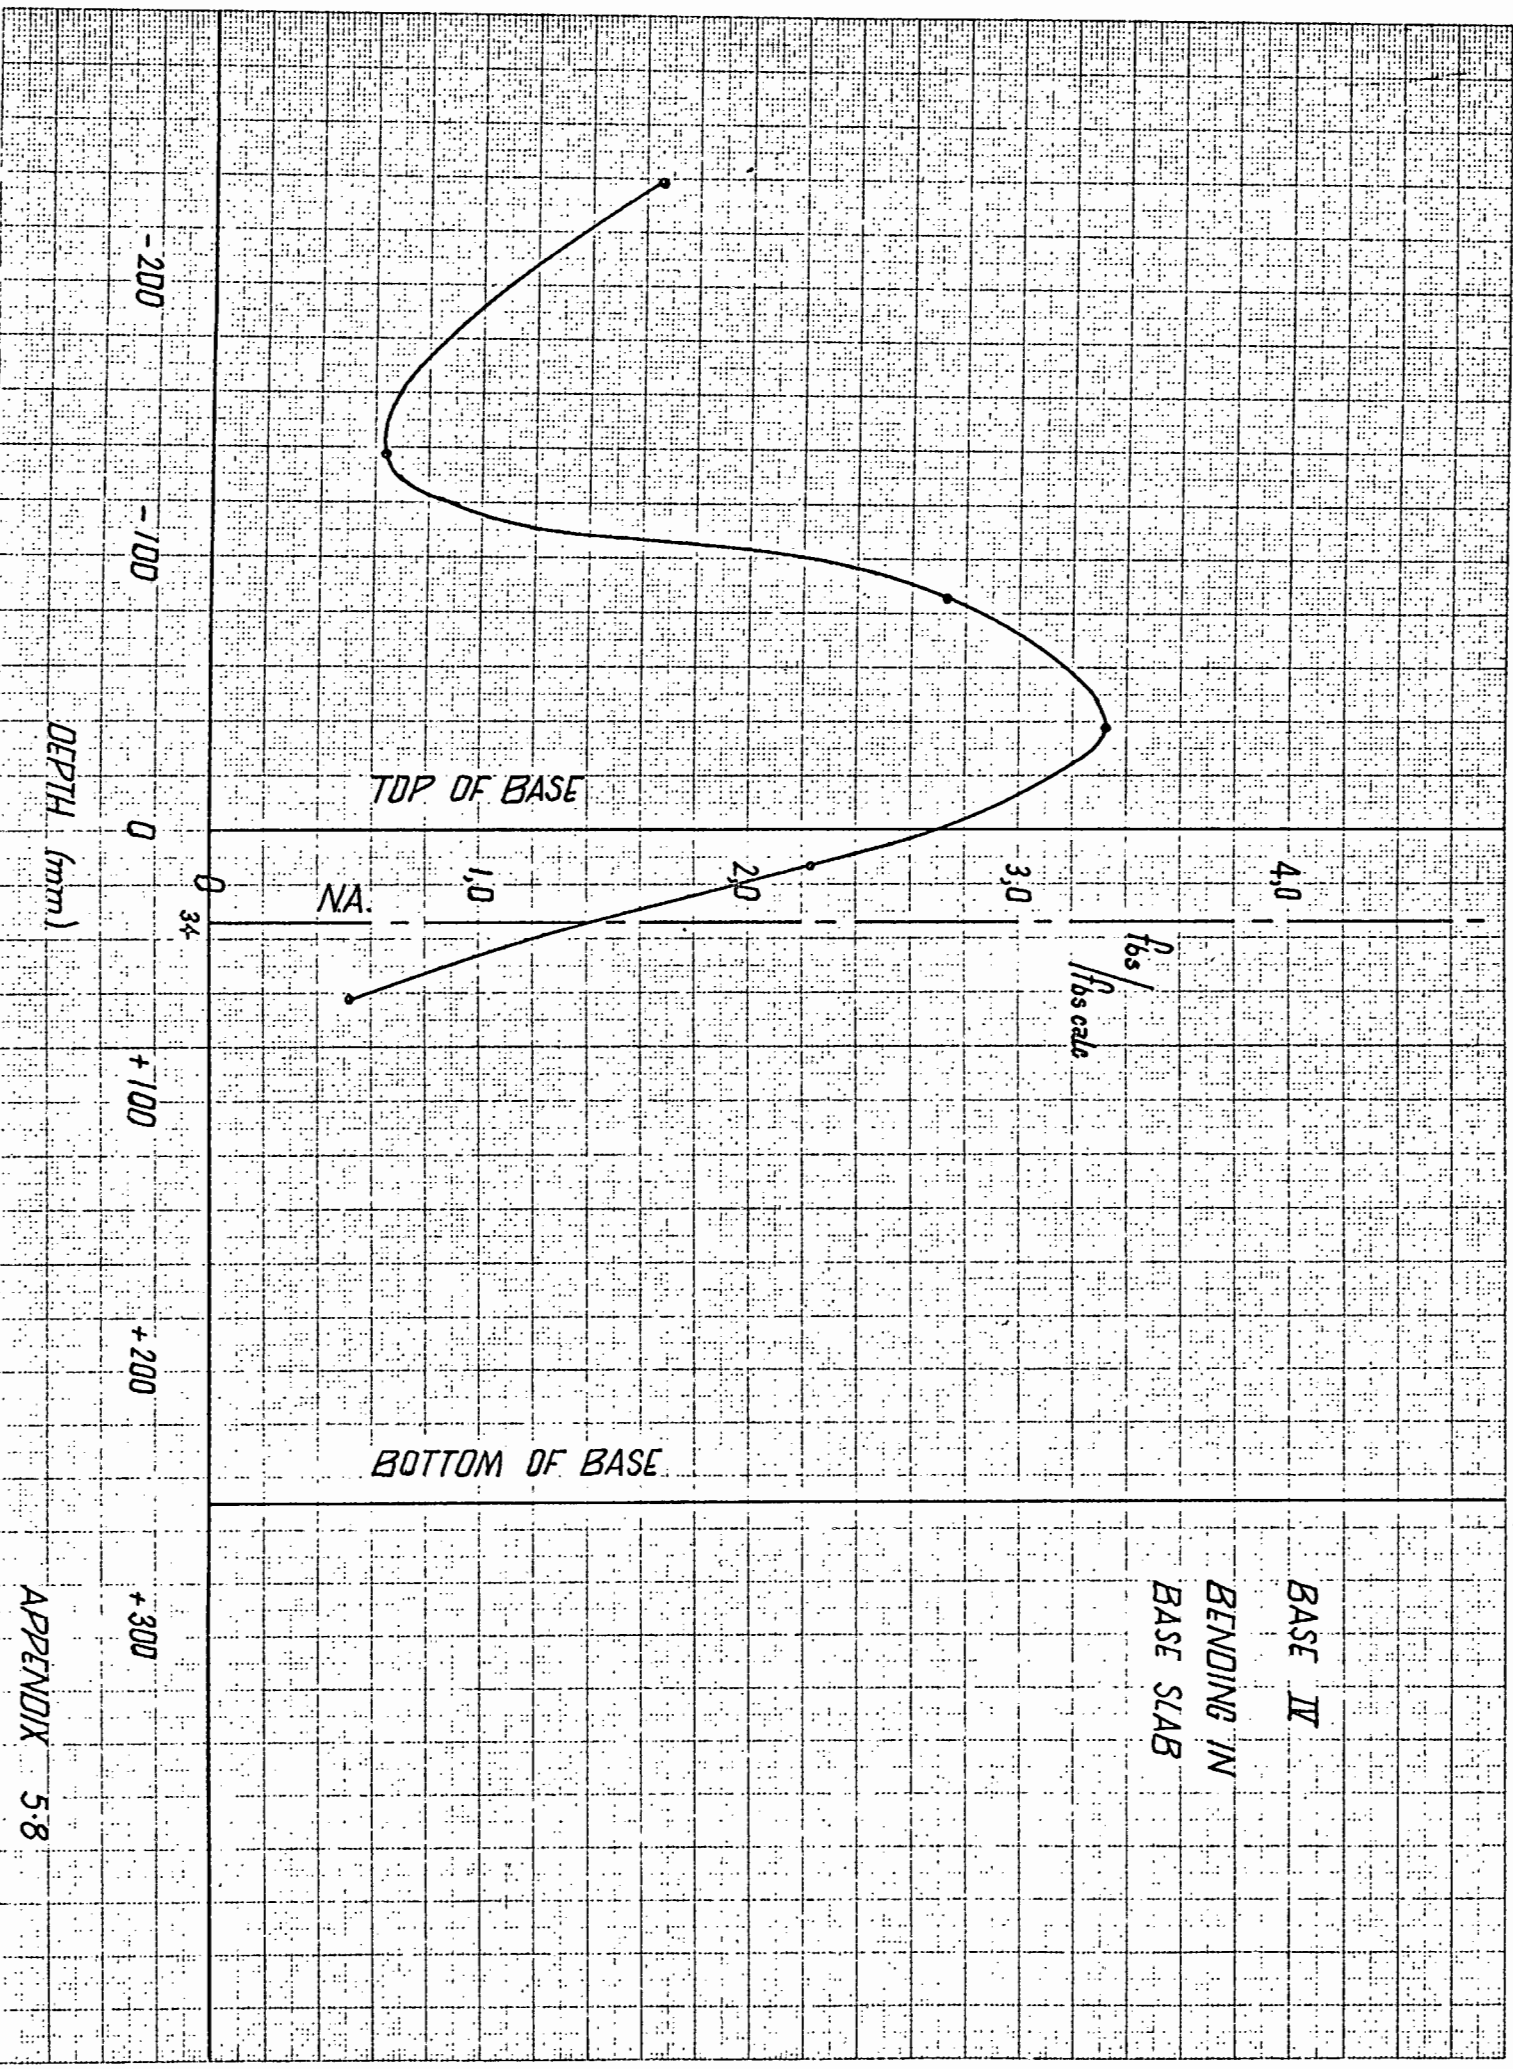 BASE IV
BENDING IN
BASE SLAB
fbs/fbs calc
4,0
3,0
2,0
1,0
0
TOP OF BASE
N.A.
BOTTOM OF BASE
34
-200
-100
0
+100
+200
+300
DEPTH (mm)
APPENDIX 5·8